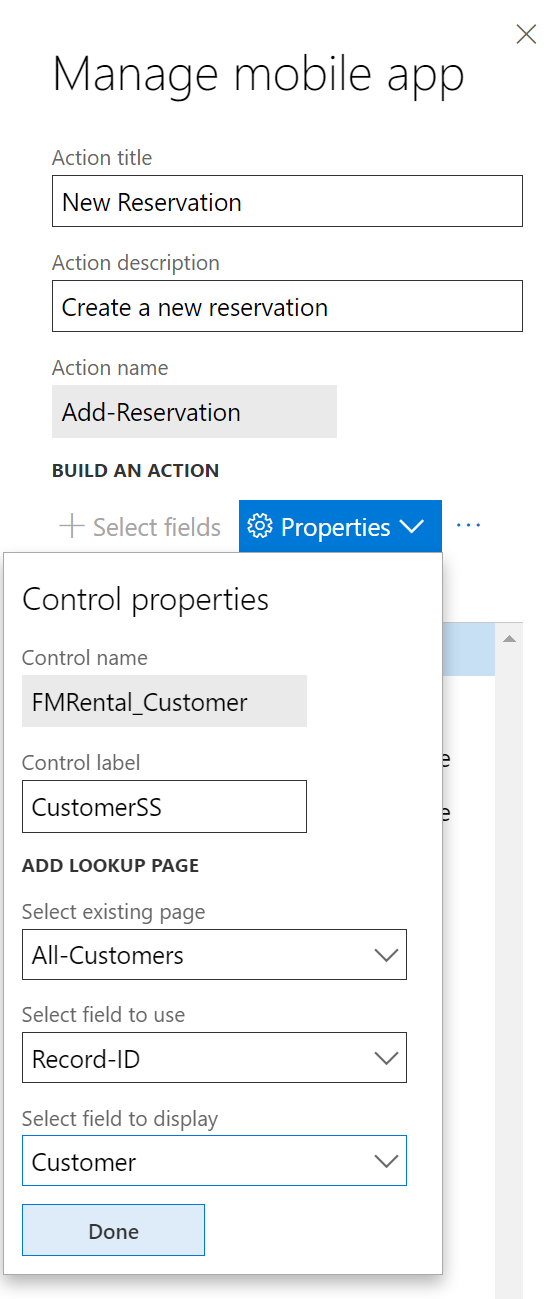 Manage mobile app
Action title
New Reservation
Action description
Create a new reservation
Action name
Add-Reservation
BUILD AN ACTION
Select fields
Properties
Control properties
Control name
FMRental_Customer
Control label
CustomerSS
ADD LOOKUP PAGE
Select existing page
All-Customers
Select field to use
Record-ID
Select field to display
Customer
Done